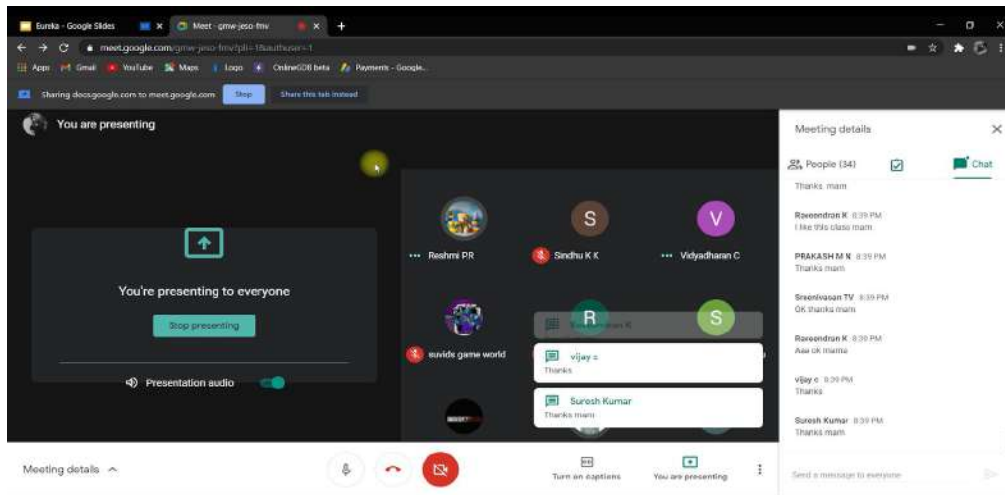 Eureka - Google Slides
Meet - gmw-jeso-fmv
meet.google.com/gmw-jeso-fmv?pli=1&authuser=1
Apps Gmail YouTube Maps Logo OnlineGDB beta Payments - Google...
Sharing docs.google.com to meet.google.com Stop Share this tab instead
You are presenting
You're presenting to everyone
Stop presenting
Presentation audio
Reshmi P.R
S
Sindhu K K
V
Vidyadharan C
suvids game world
R
S
vijay c
Thanks
Suresh Kumar
Thanks mam
Meeting details
Turn on captions
You are presenting
Meeting details
People (34)
Chat
Thanks mam
Raveendran K 8:39 PM
I like this class mam
PRAKASH M N 8:39 PM
Thanks mam
Sreenivasan TV 8:39 PM
OK thanks mam
Raveendran K 8:39 PM
Aaa ok mama
vijay c 8:39 PM
Thanks
Suresh Kumar 8:39 PM
Thanks mam
Send a message to everyone